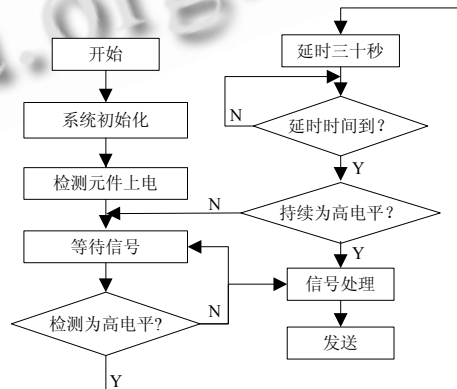 开始
系统初始化
检测元件上电
等待信号
检测为高电平?
N
Y
延时三十秒
延时时间到?
N
Y
持续为高电平?
N
Y
信号处理
发送